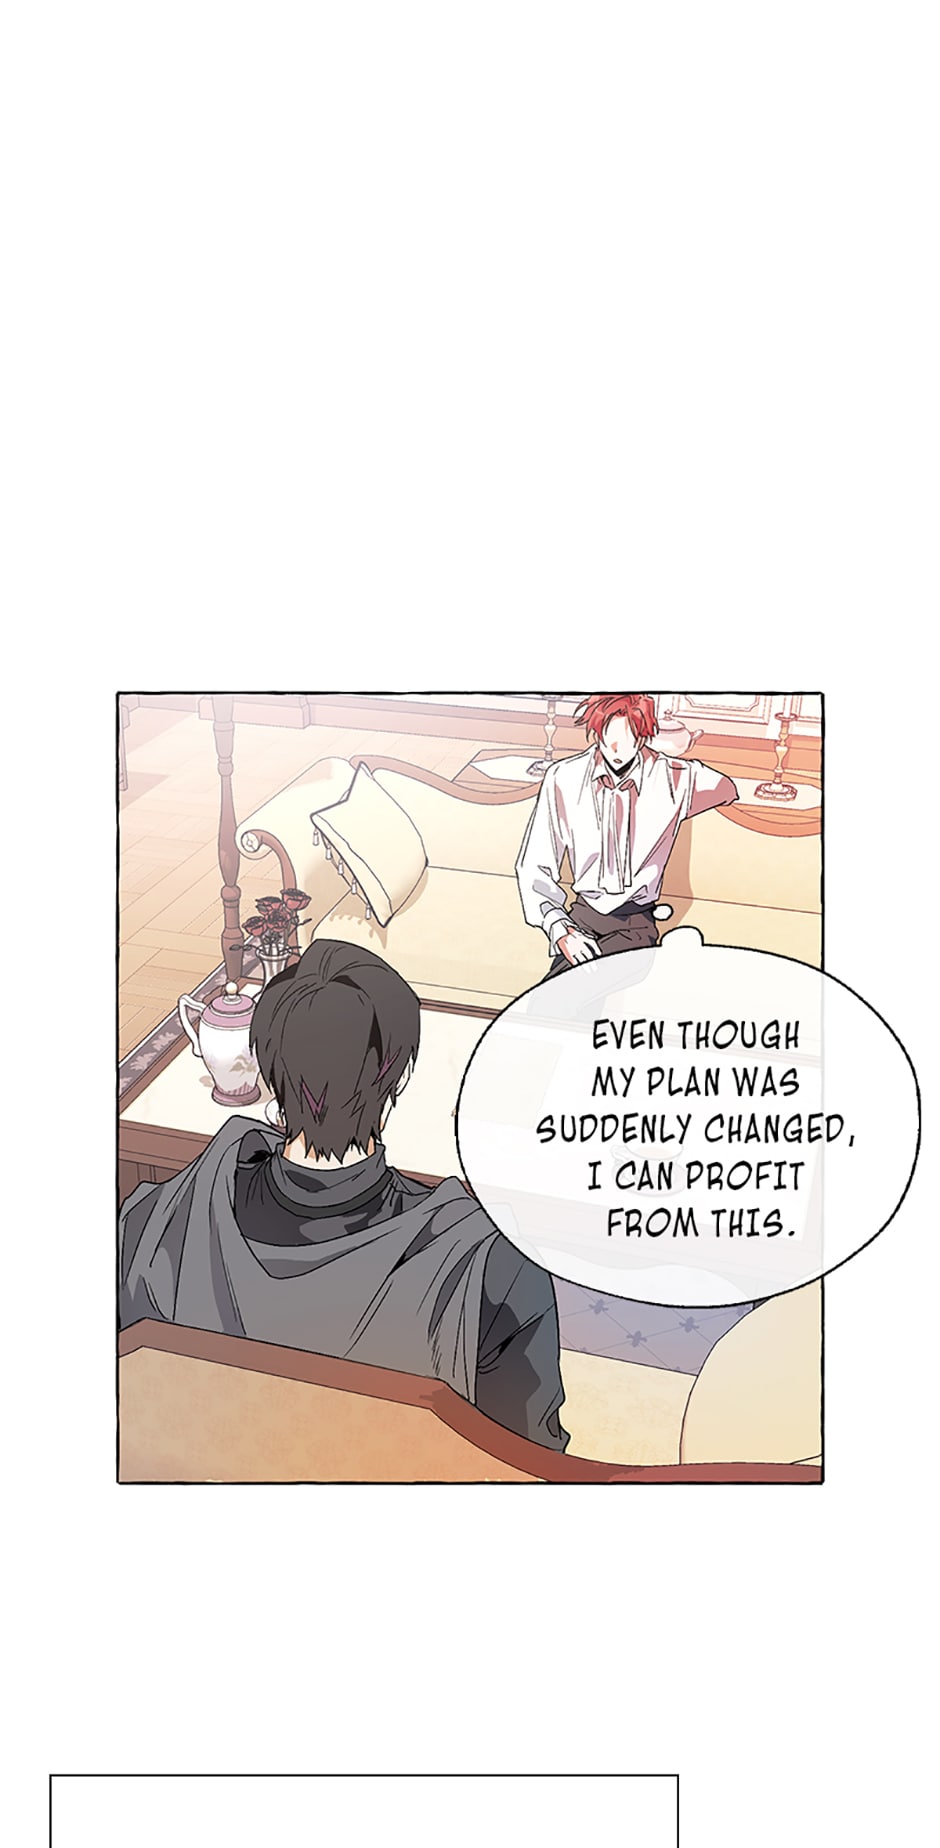 EVEN THOUGH
MY PLAN WAS
SUDDENLY CHANGED,
I CAN PROFIT
FROM THIS.